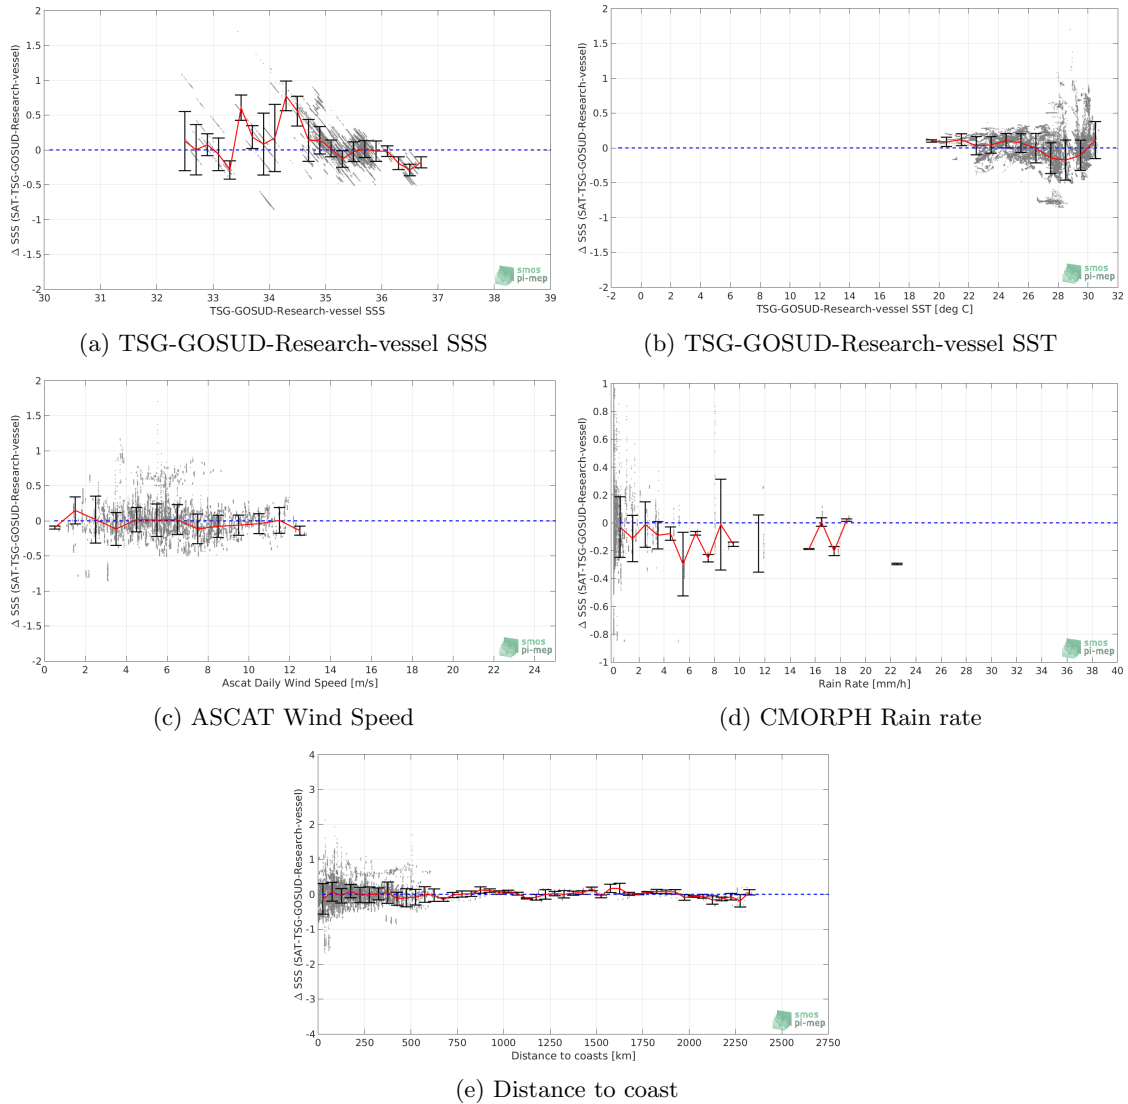 2
1.5
1
0.5
0
-0.5
-1
-1.5
-2
Δ SSS (SAT-TSG-GOSUD-Research-vessel)
30 31 32 33 34 35 36 37 38 39
TSG-GOSUD-Research-vessel SSS
smos
pi-mep
(a) TSG-GOSUD-Research-vessel SSS
2
1.5
1
0.5
0
-0.5
-1
-1.5
-2
Δ SSS (SAT-TSG-GOSUD-Research-vessel)
-2 0 2 4 6 8 10 12 14 16 18 20 22 24 26 28 30 32
TSG-GOSUD-Research-vessel SST [deg C]
smos
pi-mep
(b) TSG-GOSUD-Research-vessel SST
2
1.5
1
0.5
0
-0.5
-1
-1.5
-2
Δ SSS (SAT-TSG-GOSUD-Research-vessel)
0 2 4 6 8 10 12 14 16 18 20 22 24
Ascat Daily Wind Speed [m/s]
smos
pi-mep
(c) ASCAT Wind Speed
1
0.8
0.6
0.4
0.2
0
-0.2
-0.4
-0.6
-0.8
-1
Δ SSS (SAT-TSG-GOSUD-Research-vessel)
0 2 4 6 8 10 12 14 16 18 20 22 24 26 28 30 32 34 36 38 40
Rain Rate [mm/h]
smos
pi-mep
(d) CMORPH Rain rate
4
3
2
1
0
-1
-2
-3
-4
Δ SSS (SAT-TSG-GOSUD-Research-vessel)
0 250 500 750 1000 1250 1500 1750 2000 2250 2500 2750
Distance to coasts [km]
smos
pi-mep
(e) Distance to coast